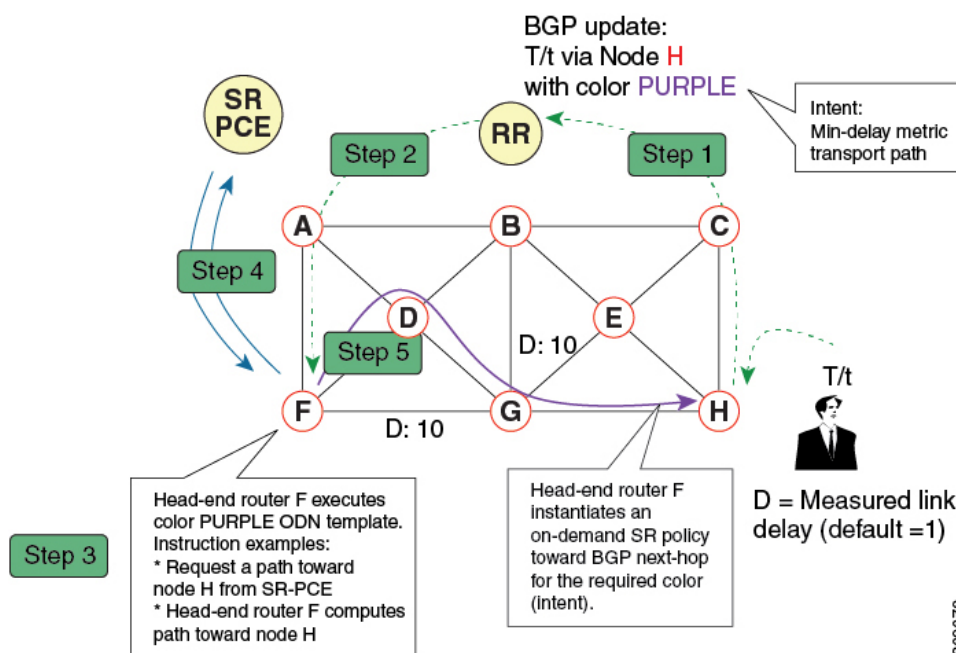 BGP update:
T/t via Node H
with color PURPLE
Intent:
Min-delay metric
transport path
SR
PCE
RR
Step 2
Step 1
A
B
C
Step 4
D
E
Step 5
D: 10
T/t
F
G
H
D: 10
Head-end router F executes
color PURPLE ODN template.
Instruction examples:
* Request a path toward
node H from SR-PCE
* Head-end router F computes
path toward node H
Head-end router F
instantiates an
on-demand SR policy
toward BGP next-hop
for the required color
(intent).
D = Measured link
delay (default =1)
Step 3